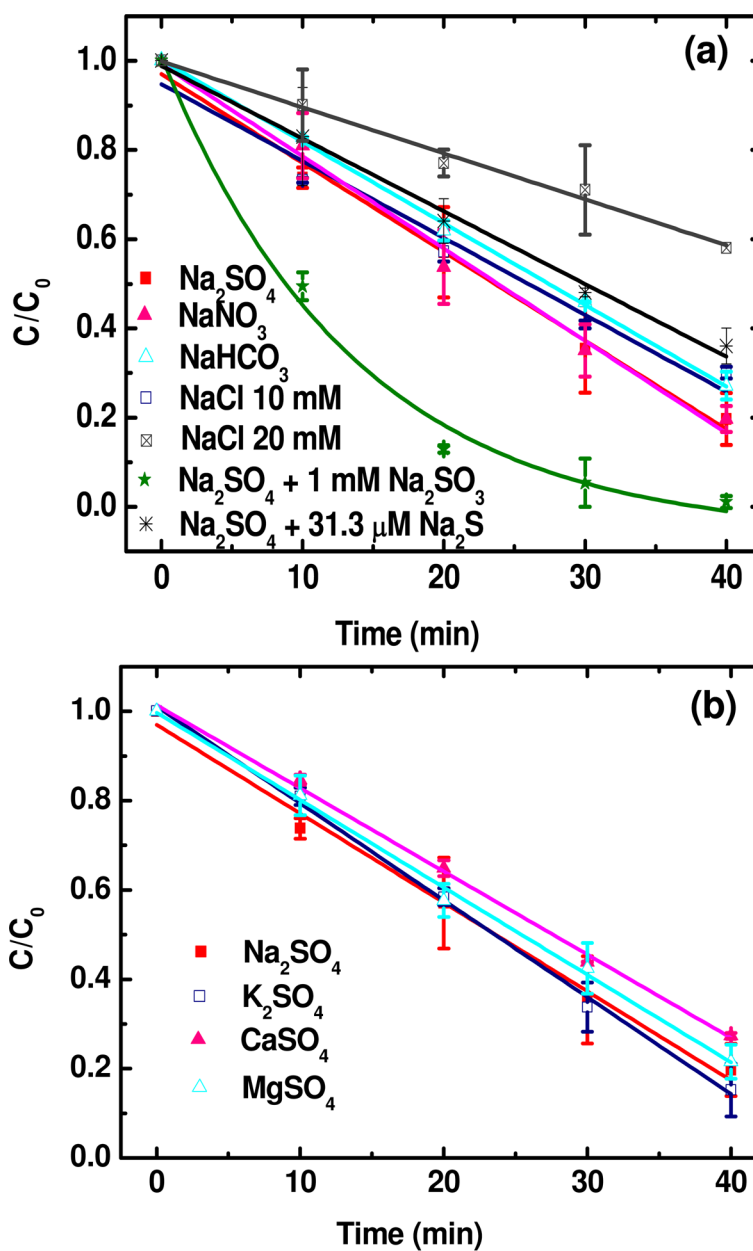 (a)
1.0
0.8
0.6
0.4
0.2
0.0
C/C₀
Na₂SO₄
NaNO₃
NaHCO₃
NaCl 10 mM
NaCl 20 mM
Na₂SO₄ + 1 mM Na₂SO₃
Na₂SO₄ + 31.3 μM Na₂S
0 10 20 30 40
Time (min)
(b)
1.0
0.8
0.6
0.4
0.2
0.0
C/C₀
Na₂SO₄
K₂SO₄
CaSO₄
MgSO₄
0 10 20 30 40
Time (min)